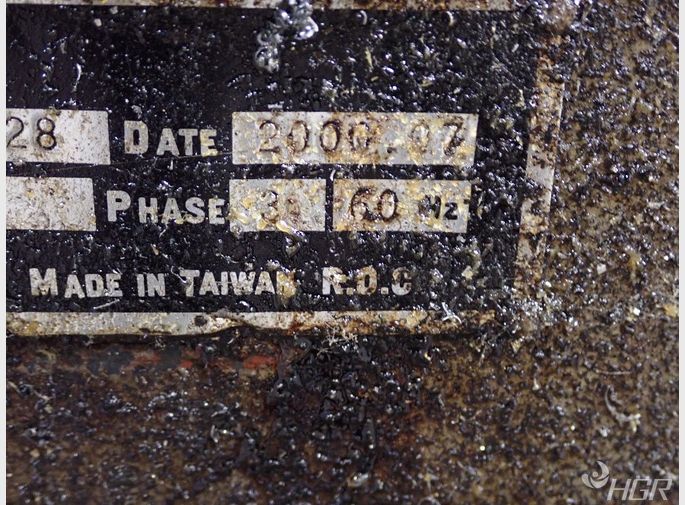 28 DATE 2000.07
PHASE 3 60 Hz
MADE IN TAIWAN R.O.C
HGR